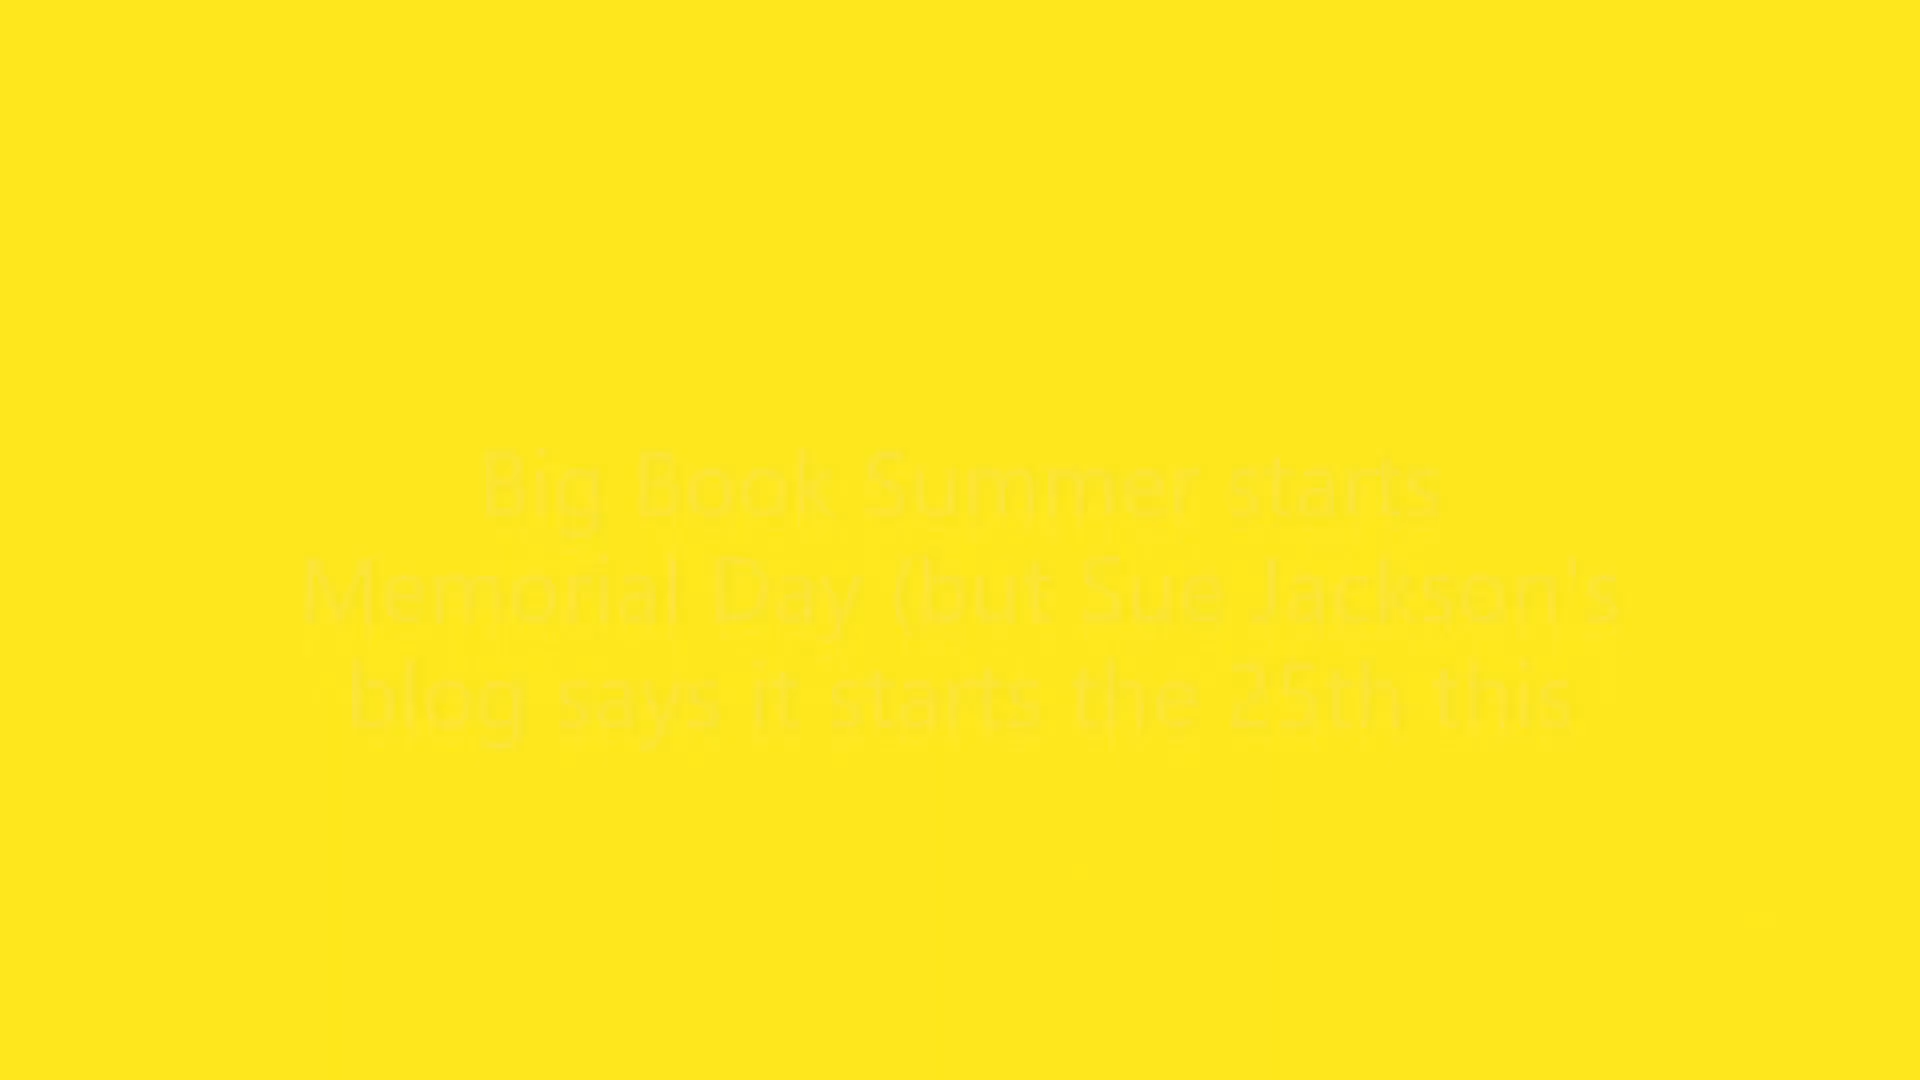 Big Book Summer starts
Memorial Day (but Sue Jackson's
blog says it starts the 25th this